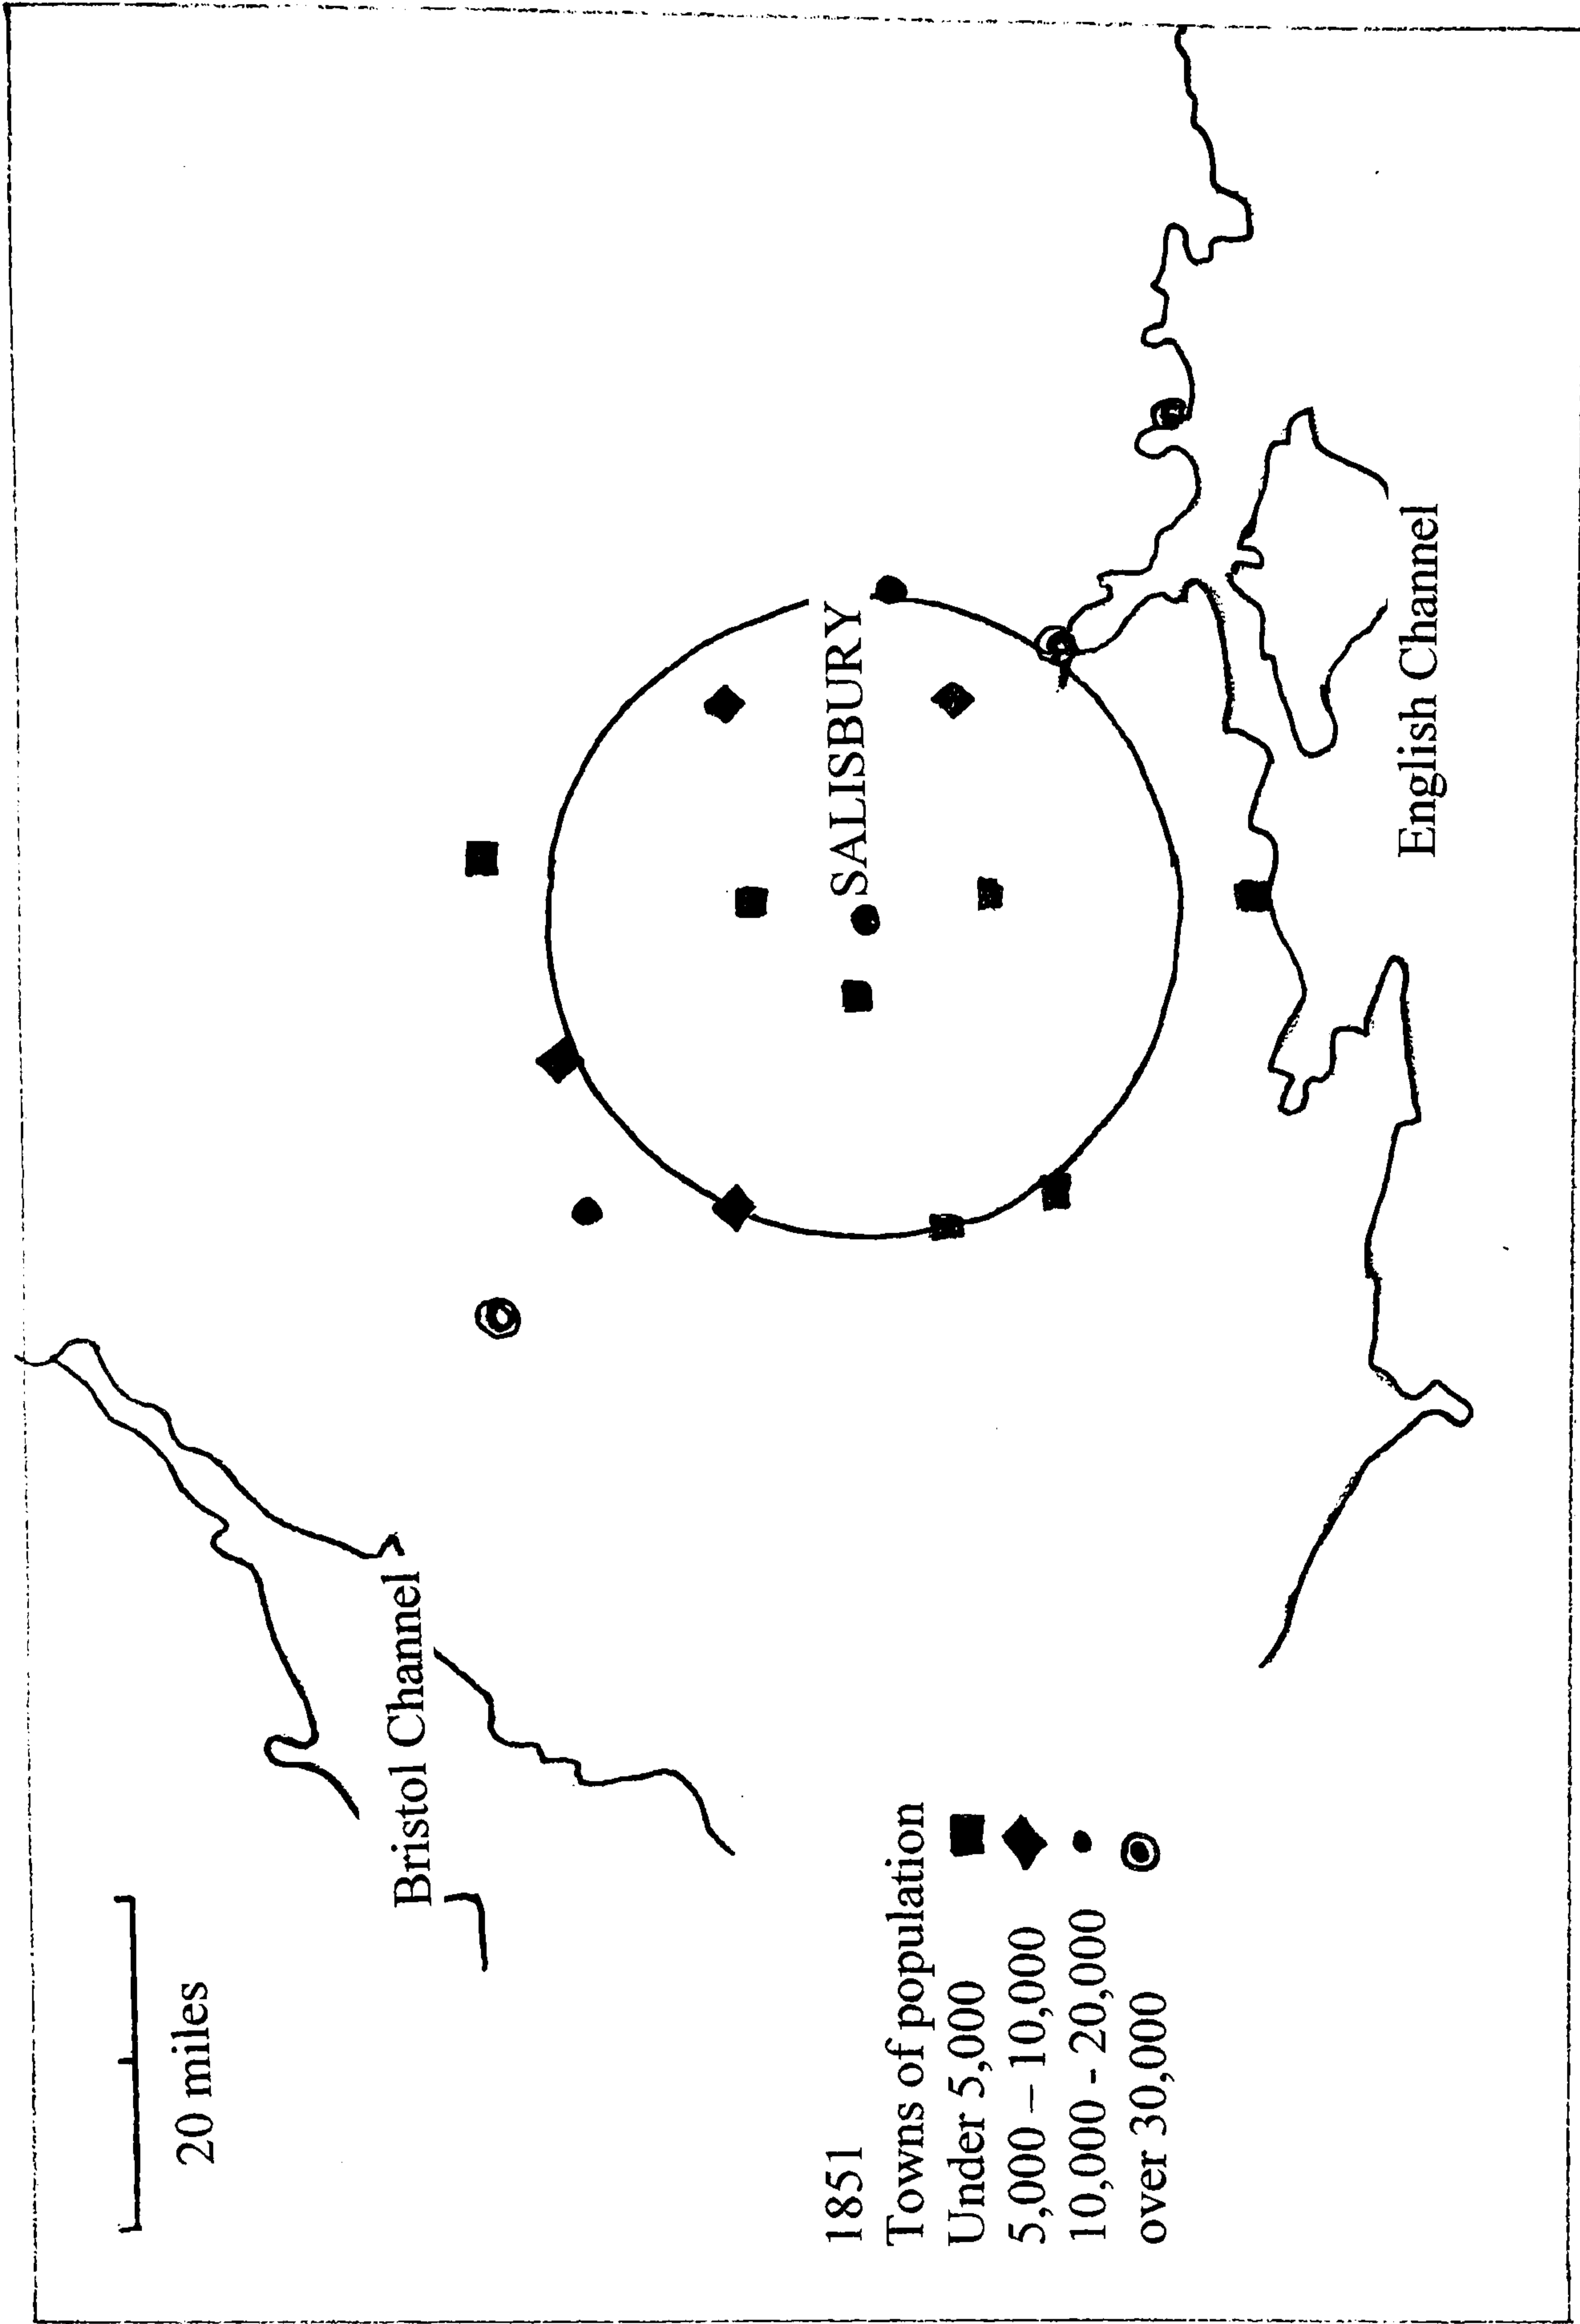 20 miles
Bristol Channel
SALISBURY
English Channel
1851
Towns of population
Under 5,000
5,000 – 10,000
10,000 - 20,000
over 30,000